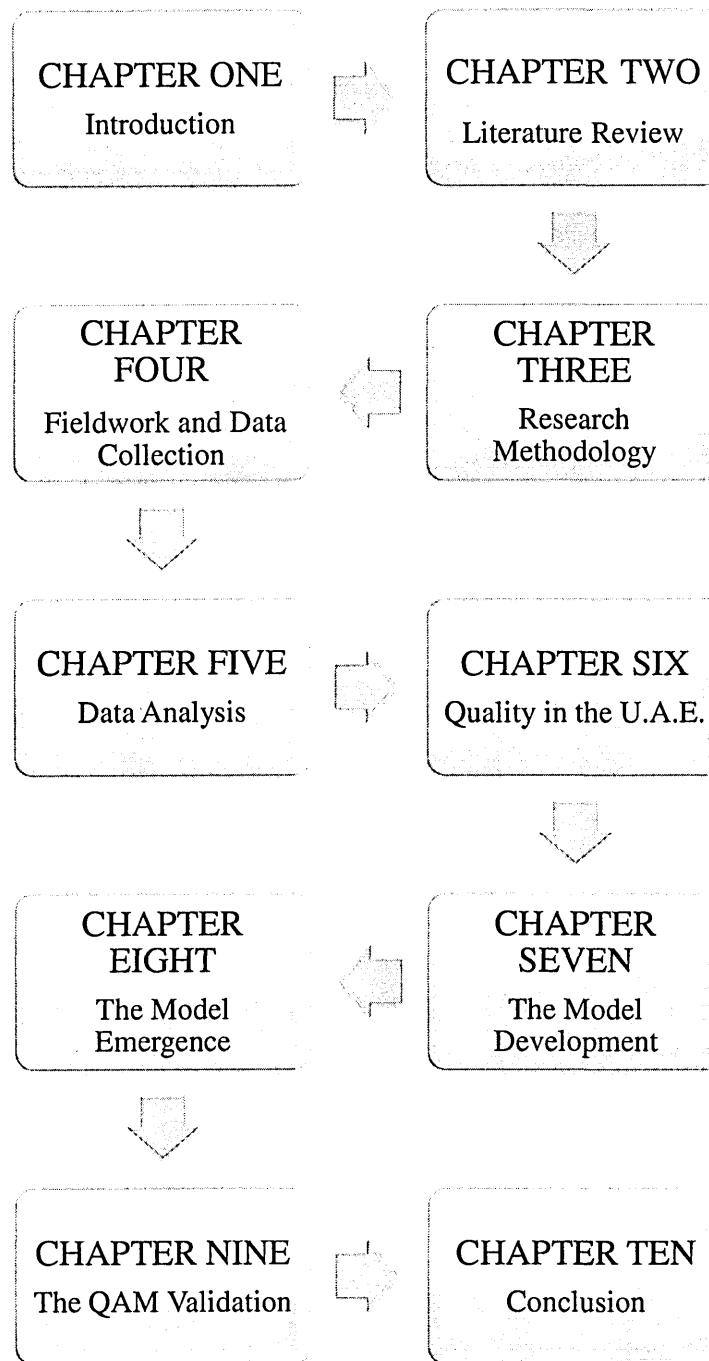 CHAPTER ONE
Introduction
CHAPTER TWO
Literature Review
CHAPTER
THREE
Research
Methodology
CHAPTER
FOUR
Fieldwork and Data
Collection
CHAPTER FIVE
Data Analysis
CHAPTER SIX
Quality in the U.A.E.
CHAPTER
SEVEN
The Model
Development
CHAPTER
EIGHT
The Model
Emergence
CHAPTER NINE
The QAM Validation
CHAPTER TEN
Conclusion